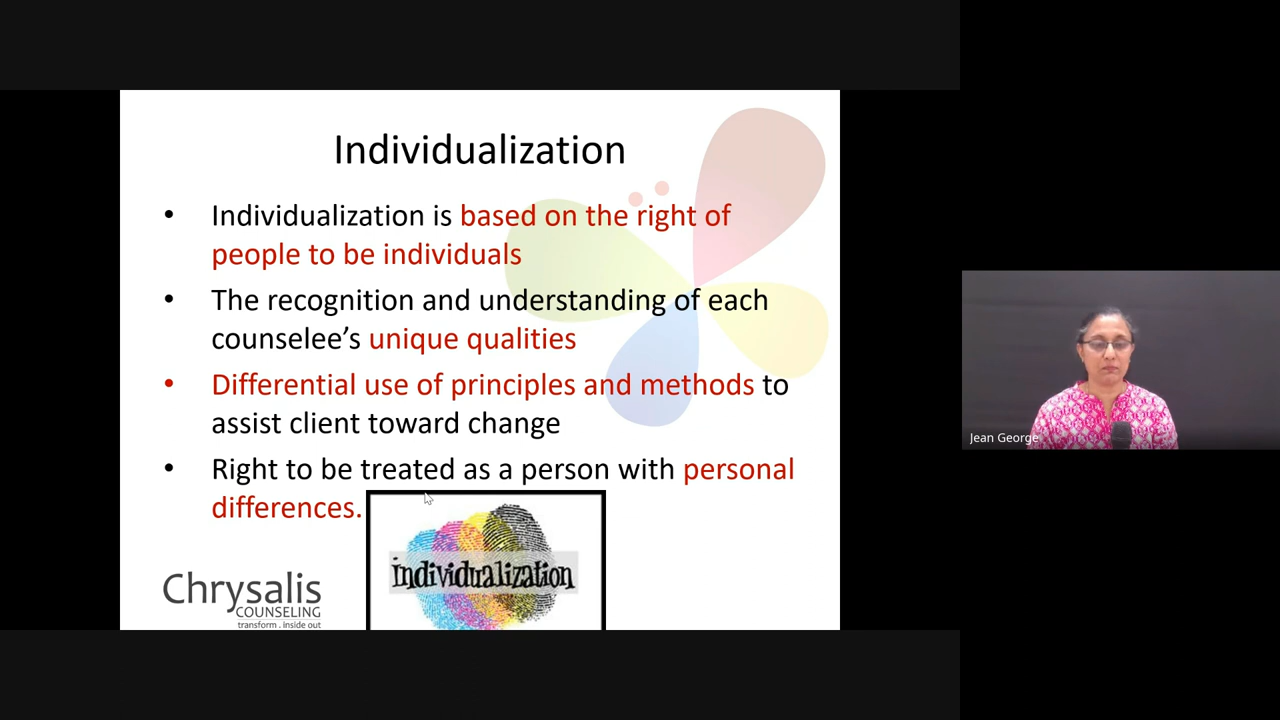 Individualization
• Individualization is based on the right of
people to be individuals
• The recognition and understanding of each
counselee's unique qualities
• Differential use of principles and methods to
assist client toward change
• Right to be treated as a person with personal
differences.
individualization
Chrysalis
COUNSELING
transform . inside out
Jean George